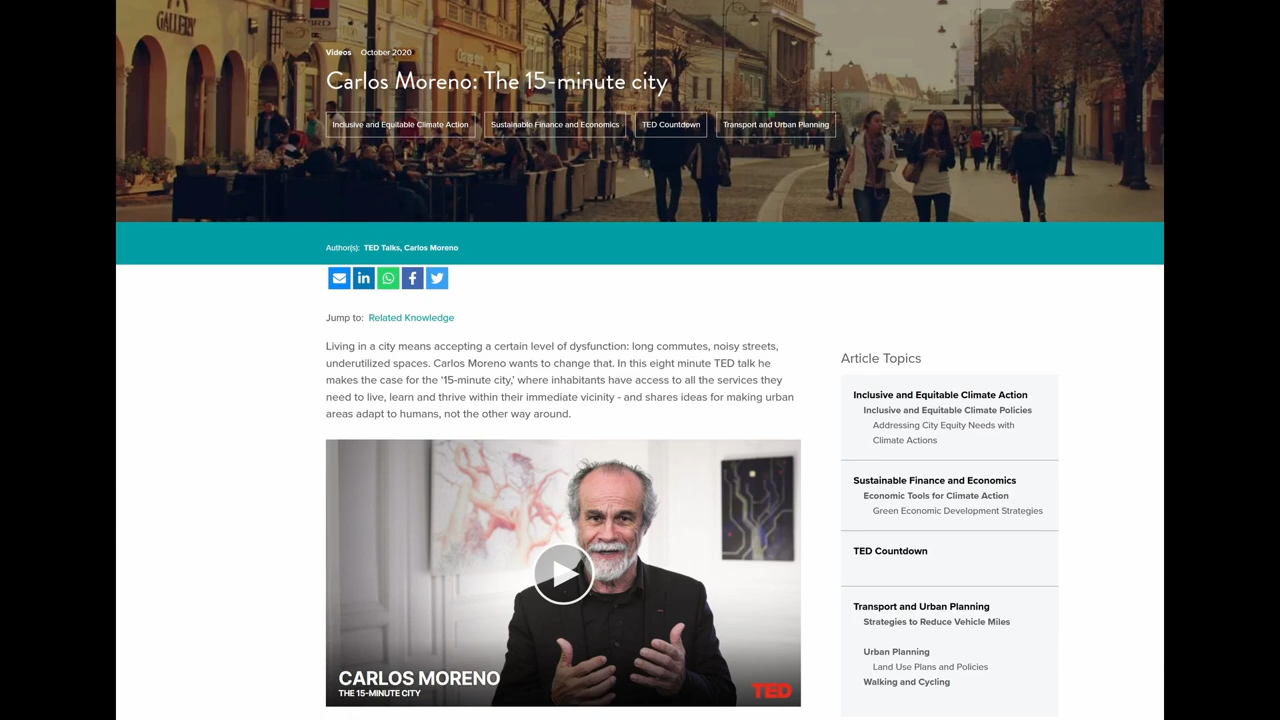 GALLERY
Videos October 2020
Carlos Moreno: The 15-minute city
Inclusive and Equitable Climate Action
Sustainable Finance and Economics
TED Countdown
Transport and Urban Planning
Author(s): TED Talks, Carlos Moreno
Jump to: Related Knowledge
Living in a city means accepting a certain level of dysfunction: long commutes, noisy streets,
underutilized spaces. Carlos Moreno wants to change that. In this eight minute TED talk he
makes the case for the ‘15-minute city,’ where inhabitants have access to all the services they
need to live, learn and thrive within their immediate vicinity - and shares ideas for making urban
areas adapt to humans, not the other way around.
CARLOS MORENO
THE 15-MINUTE CITY
TED
Article Topics
Inclusive and Equitable Climate Action
Inclusive and Equitable Climate Policies
Addressing City Equity Needs with
Climate Actions
Sustainable Finance and Economics
Economic Tools for Climate Action
Green Economic Development Strategies
TED Countdown
Transport and Urban Planning
Strategies to Reduce Vehicle Miles
Urban Planning
Land Use Plans and Policies
Walking and Cycling